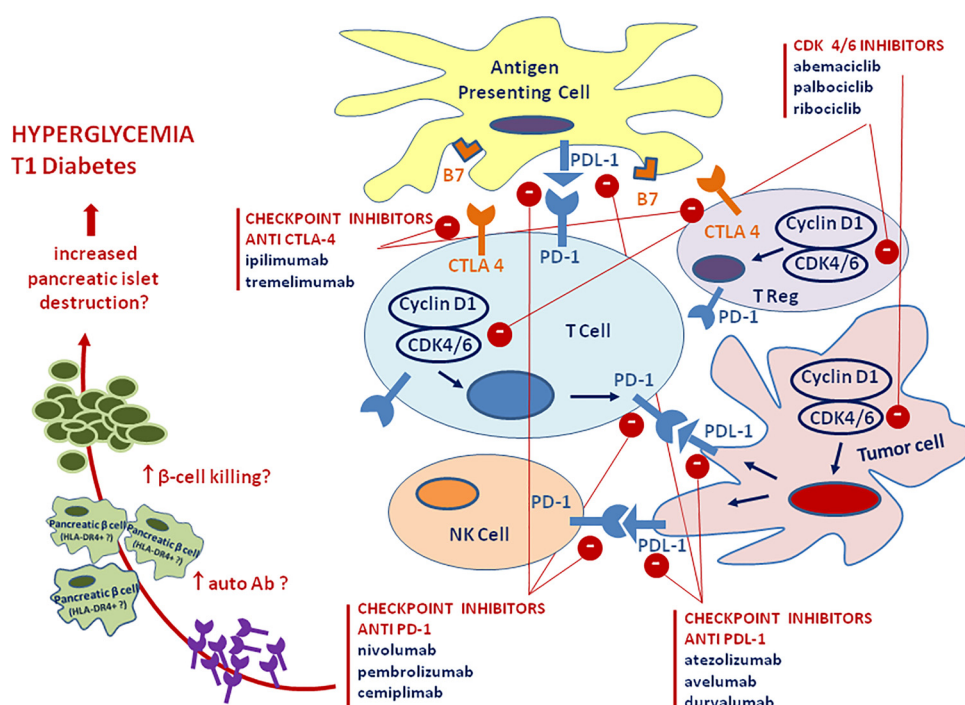 Antigen
Presenting Cell
PDL-1
B7
B7
CDK 4/6 INHIBITORS
abemaciclib
palbociclib
ribociclib
HYPERGLYCEMIA
T1 Diabetes
increased
pancreatic islet
destruction?
CHECKPOINT INHIBITORS
ANTI CTLA-4
ipilimumab
tremelimumab
CTLA 4
PD-1
CTLA 4
Cyclin D1
CDK4/6
T Reg
PD-1
Cyclin D1
CDK4/6
T Cell
PD-1
PDL-1
Cyclin D1
CDK4/6
Tumor cell
↑ β-cell killing?
Pancreatic β cell
(HLA-DR4+ ?)
Pancreatic β cell
(HLA-DR4+ ?)
Pancreatic β cell
(HLA-DR4+ ?)
↑ auto Ab ?
NK Cell
PD-1
PDL-1
CHECKPOINT INHIBITORS
ANTI PD-1
nivolumab
pembrolizumab
cemiplimab
CHECKPOINT INHIBITORS
ANTI PDL-1
atezolizumab
avelumab
durvalumab